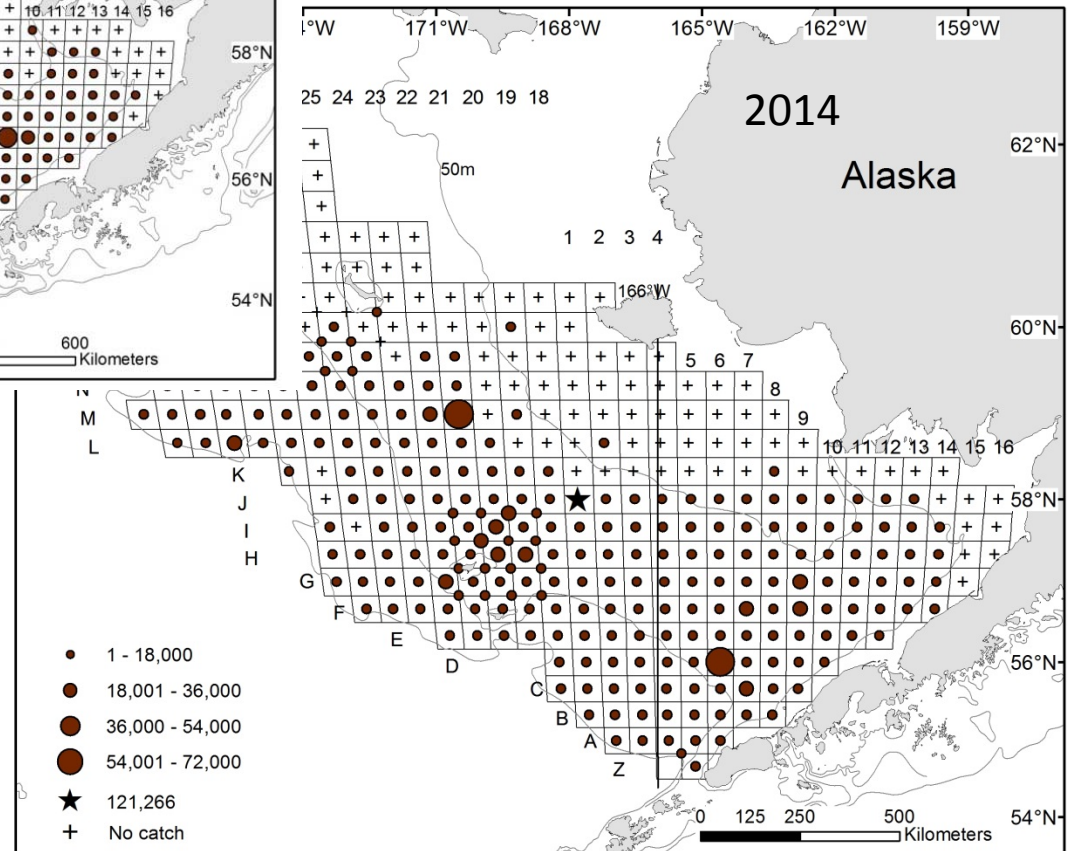 10 11 12 13 14 15 16
58°N
56°N
54°N
600
Kilometers
°W 171°W 168°W 165°W 162°W 159°W
25 24 23 22 21 20 19 18
2014
62°N
50m
Alaska
1 2 3 4
166°W
60°N
5 6 7
N
8
M
9
L
10 11 12 13 14 15 16
K
J
58°N
I
H
G
F
E
D
1 - 18,000
56°N
C
18,001 - 36,000
B
36,000 - 54,000
A
54,001 - 72,000
Z
121,266
0 125 250 500
Kilometers
54°N
No catch